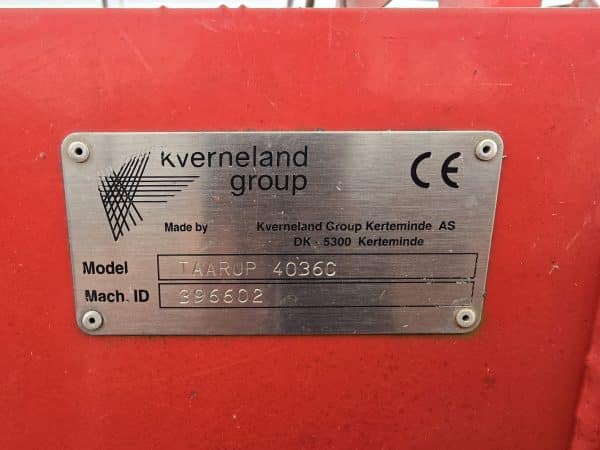 kverneland
group
CE
Made by Kverneland Group Kerteminde AS
DK - 5300 Kerteminde
Model TAARUP 4036C
Mach. ID 396602